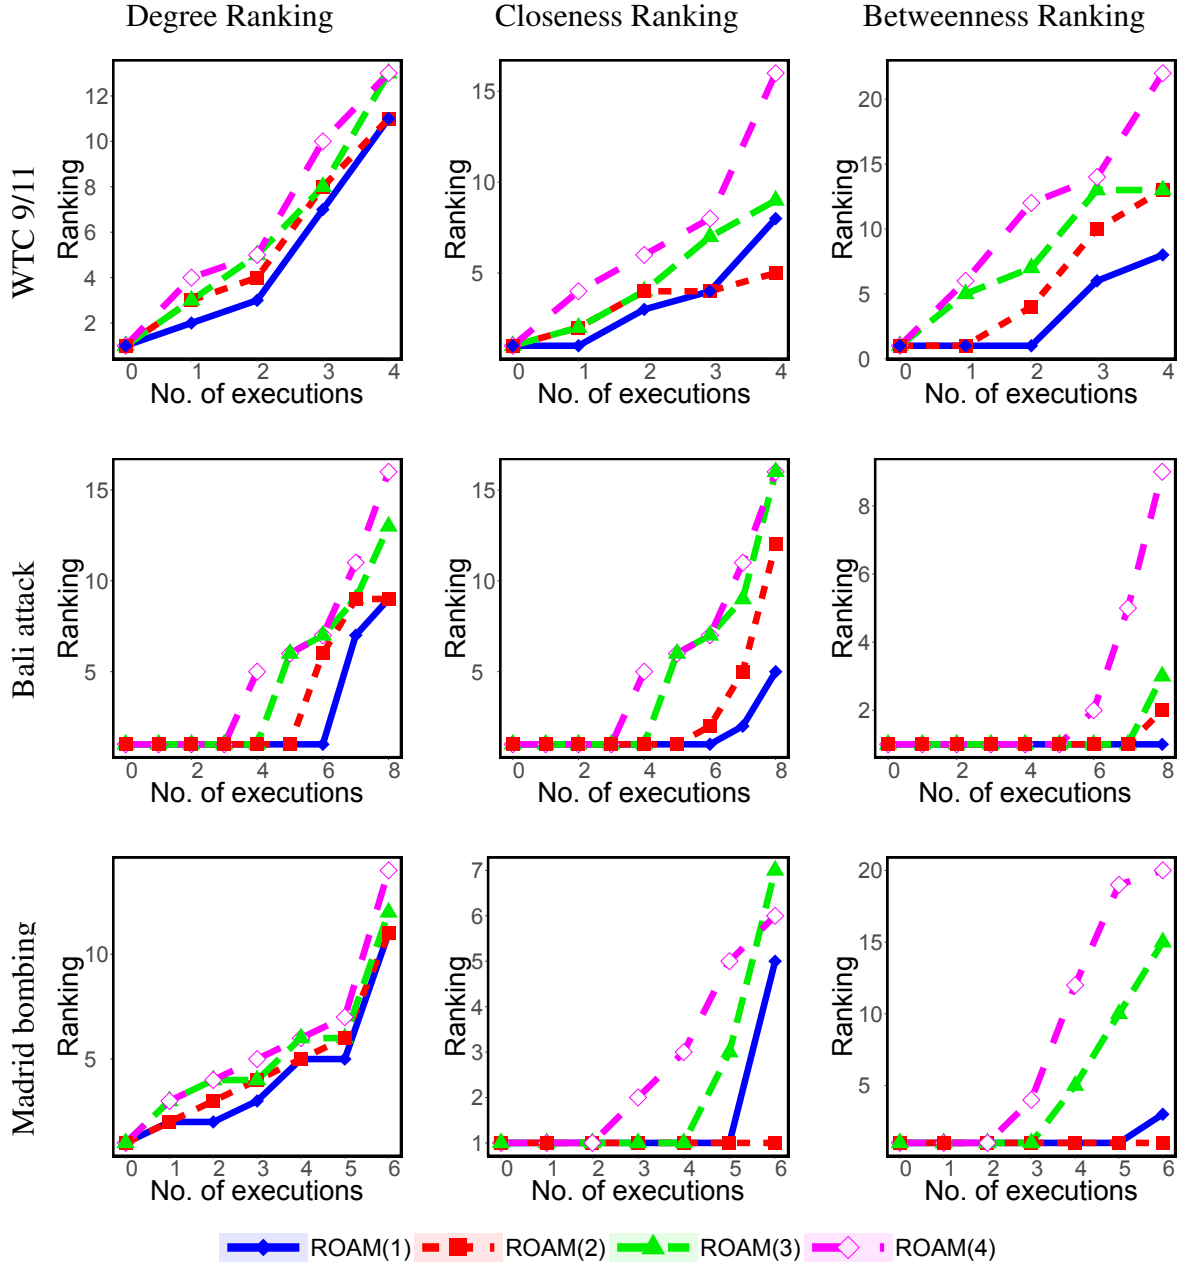 Degree Ranking Closeness Ranking Betweenness Ranking
WTC 9/11
Ranking
12
10
8
6
4
2
0 1 2 3 4
No. of executions
Ranking
15
10
5
0 1 2 3 4
No. of executions
Ranking
20
15
10
5
0
0 1 2 3 4
No. of executions
Bali attack
Ranking
15
10
5
0 2 4 6 8
No. of executions
Ranking
15
10
5
0 2 4 6 8
No. of executions
Ranking
8
6
4
2
0 2 4 6 8
No. of executions
Madrid bombing
Ranking
10
5
0 1 2 3 4 5 6
No. of executions
Ranking
7
6
5
4
3
2
1
0 1 2 3 4 5 6
No. of executions
Ranking
20
15
10
5
0 1 2 3 4 5 6
No. of executions
ROAM(1) ROAM(2) ROAM(3) ROAM(4)